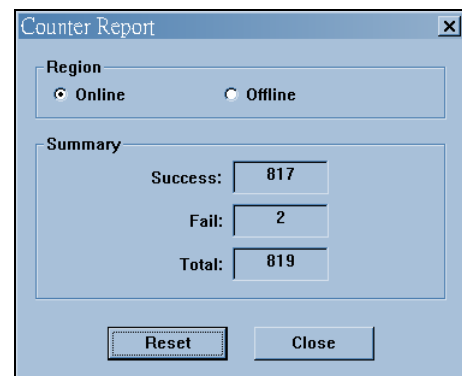 Counter Report
Region
Online Offline
Summary
Success: 817
Fail: 2
Total: 819
Reset Close